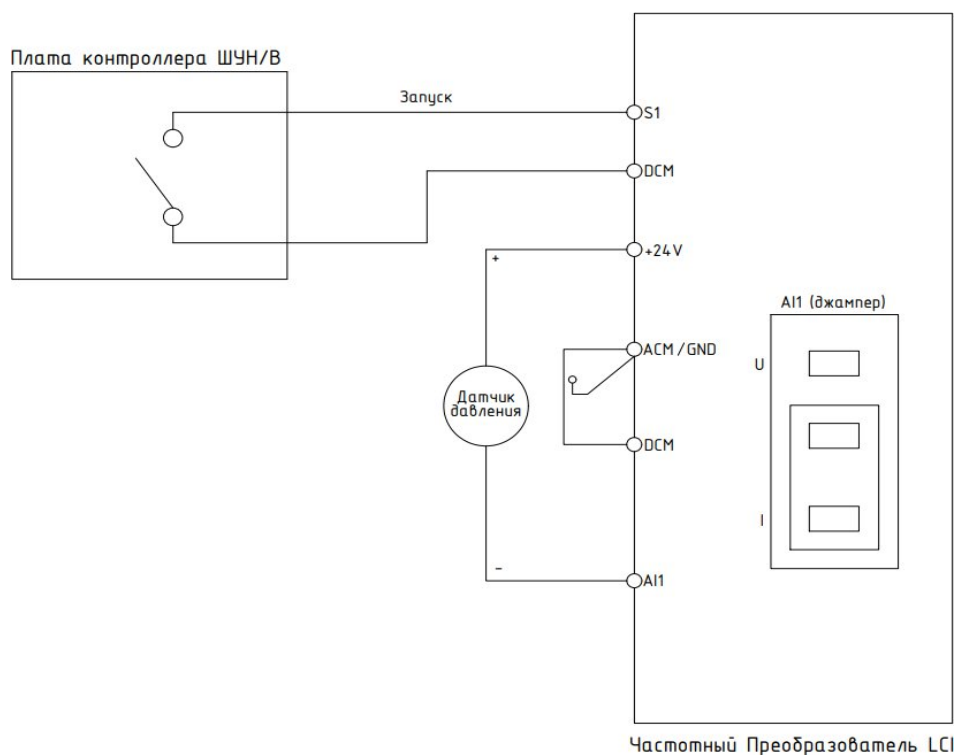 Плата контроллера ШУН/В
Запуск
S1
DCM
+24V
+
AI1 (джампер)
ACM/GND
U
Датчик
давления
DCM
I
-
AI1
Частотный Преобразователь LCI